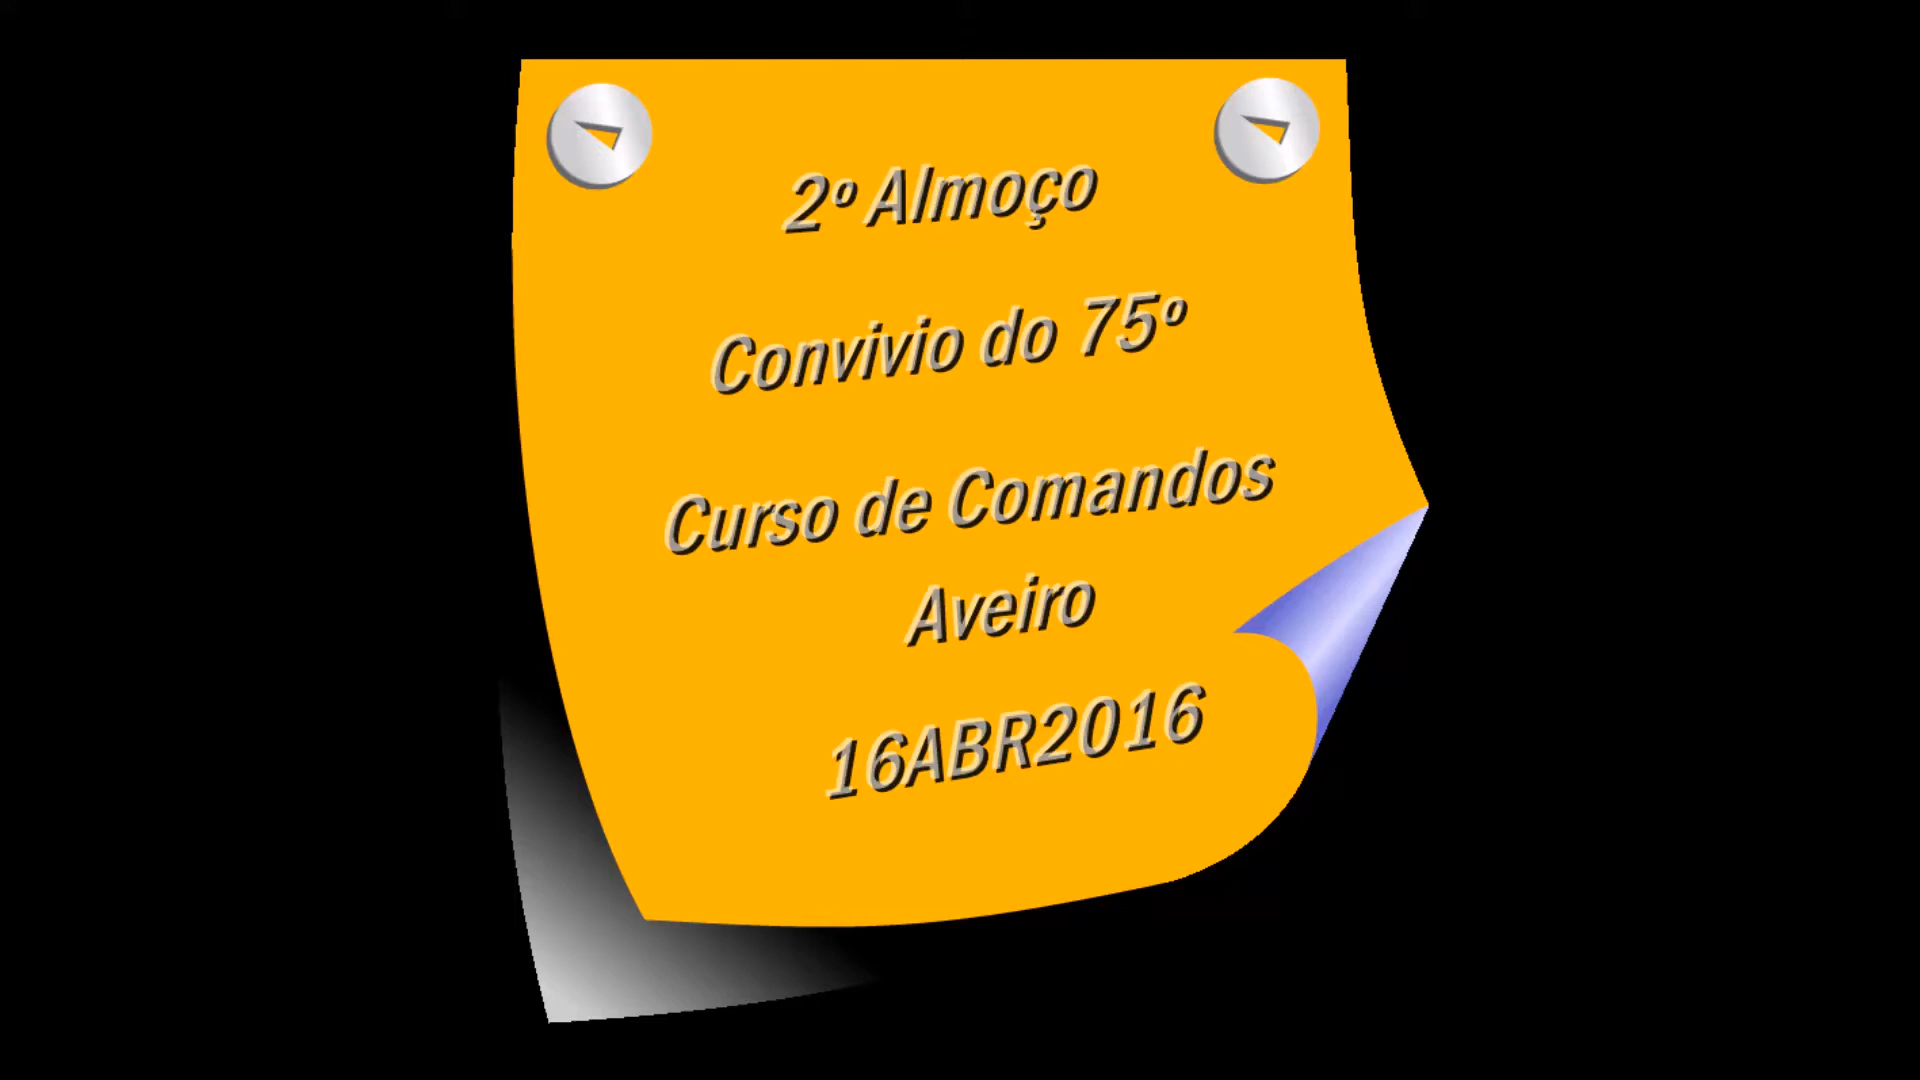 2º Almoço
Convivio do 75º
Curso de Comandos
Aveiro
16ABR2016